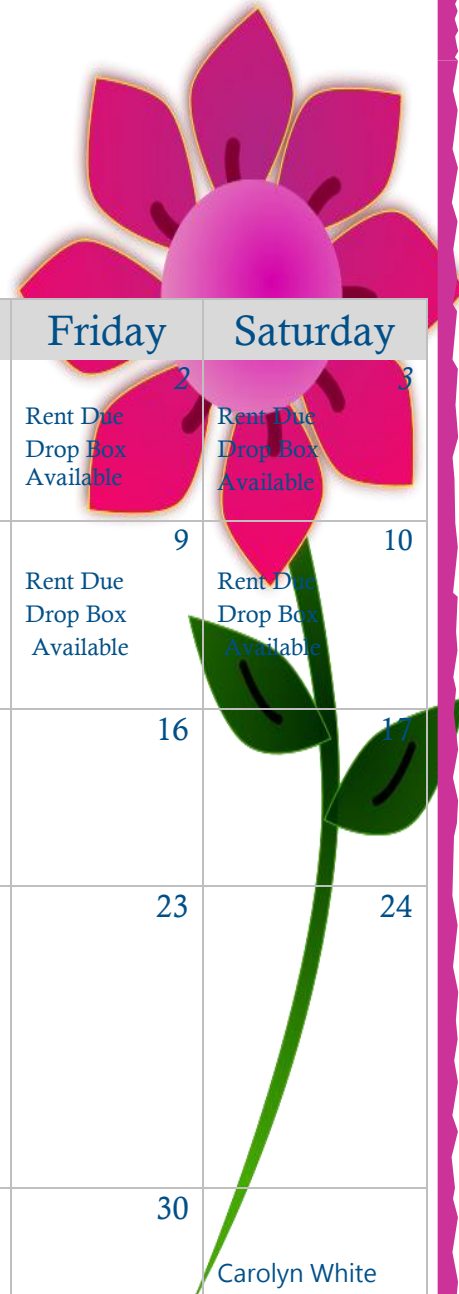 Friday Saturday
2 3
Rent Due Rent Due
Drop Box Drop Box
Available Available
9 10
Rent Due Rent Due
Drop Box Drop Box
Available Available
16 17
23 24
30
Carolyn White